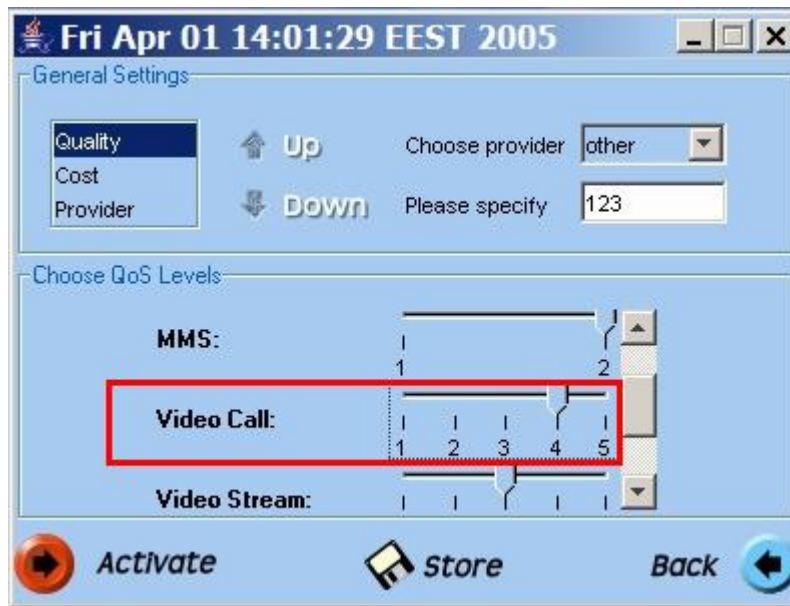 Fri Apr 01 14:01:29 EEST 2005
General Settings
Quality
Cost
Provider
Up
Down
Choose provider other
Please specify 123
Choose QoS Levels
MMS:
1 2
Video Call:
1 2 3 4 5
Video Stream:
Activate Store Back